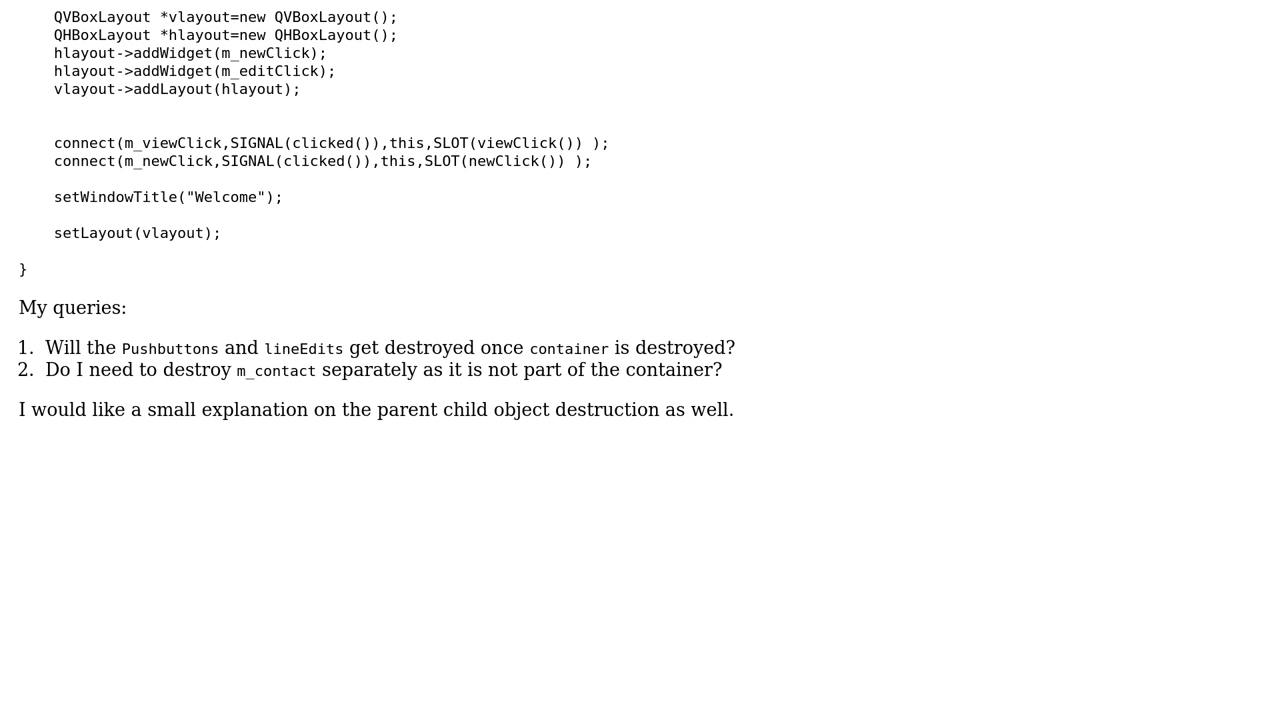 QVBoxLayout *vlayout=new QVBoxLayout();
QHBoxLayout *hlayout=new QHBoxLayout();
hlayout->addWidget(m_newClick);
hlayout->addWidget(m_editClick);
vlayout->addLayout(hlayout);
connect(m_viewClick,SIGNAL(clicked()),this,SLOT(viewClick()) );
connect(m_newClick,SIGNAL(clicked()),this,SLOT(newClick()) );
setWindowTitle("Welcome");
setLayout(vlayout);
}
My queries:
1. Will the Pushbuttons and lineEdits get destroyed once container is destroyed?
2. Do I need to destroy m_contact separately as it is not part of the container?
I would like a small explanation on the parent child object destruction as well.